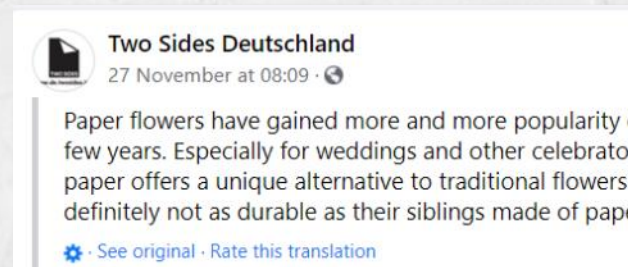 Two Sides Deutschland
27 November at 08:09 ·
Paper flowers have gained more and more popularity
few years. Especially for weddings and other celebrato
paper offers a unique alternative to traditional flowers
definitely not as durable as their siblings made of pape
· See original · Rate this translation